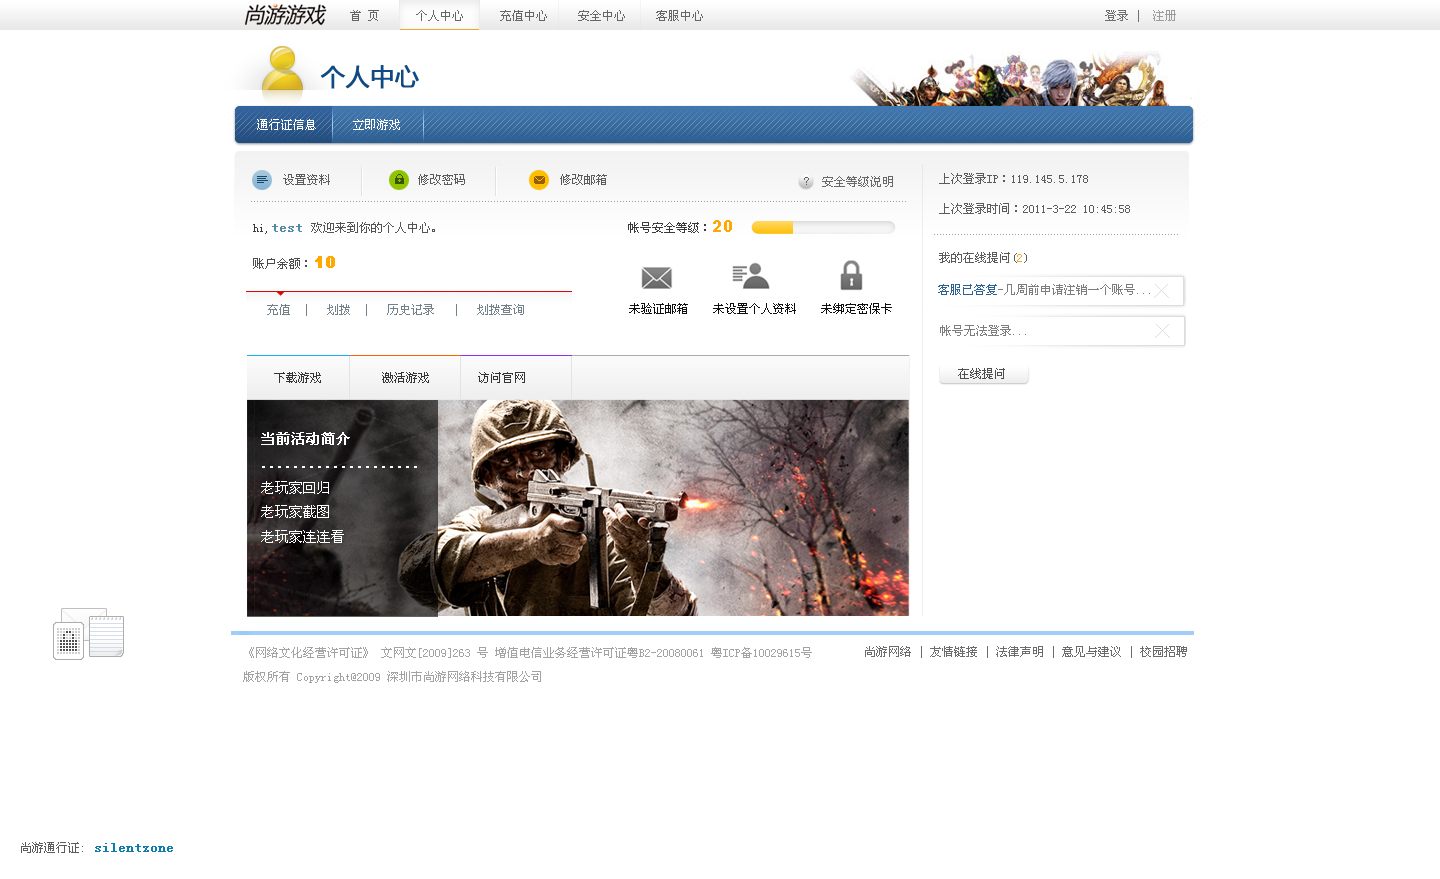 尚游游戏 首 页 个人中心 充值中心 安全中心 客服中心 登录 | 注册
个人中心
通行证信息 立即游戏
设置资料 修改密码 修改邮箱 ? 安全等级说明
上次登录IP：119.145.5.178
上次登录时间：2011-3-22 10:45:58
hi,test 欢迎来到你的个人中心。
帐号安全等级：20
账户余额：10
充值 | 划拨 | 历史记录 | 划拨查询
未验证邮箱 未设置个人资料 未绑定密保卡
我的在线提问(2)
客服已答复-几周前申请注销一个账号...
帐号无法登录...
在线提问
下载游戏 激活游戏 访问官网
当前活动简介
老玩家回归
老玩家截图
老玩家连连看
《网络文化经营许可证》 文网文[2009]263 号 增值电信业务经营许可证粤B2-20080061 粤ICP备10029615号
版权所有 Copyright@2009 深圳市尚游网络科技有限公司
尚游网络 | 友情链接 | 法律声明 | 意见与建议 | 校园招聘
尚游通行证: silentzone